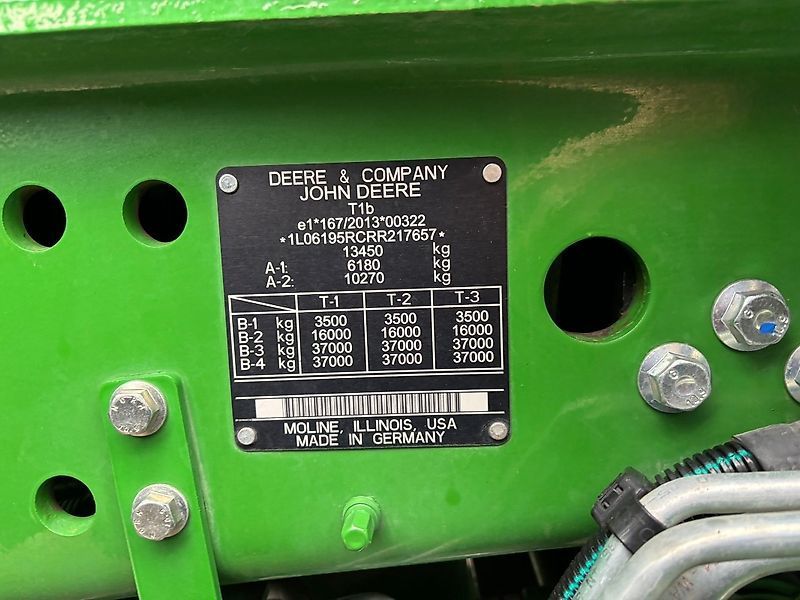 DEERE & COMPANY
JOHN DEERE
T1b
e1*167/2013*00322
*1L06195RCRR217657*
13450 kg
A-1: 6180 kg
A-2: 10270 kg
T-1 T-2 T-3
B-1 kg 3500 3500 3500
B-2 kg 16000 16000 16000
B-3 kg 37000 37000 37000
B-4 kg 37000 37000 37000
MOLINE, ILLINOIS, USA
MADE IN GERMANY